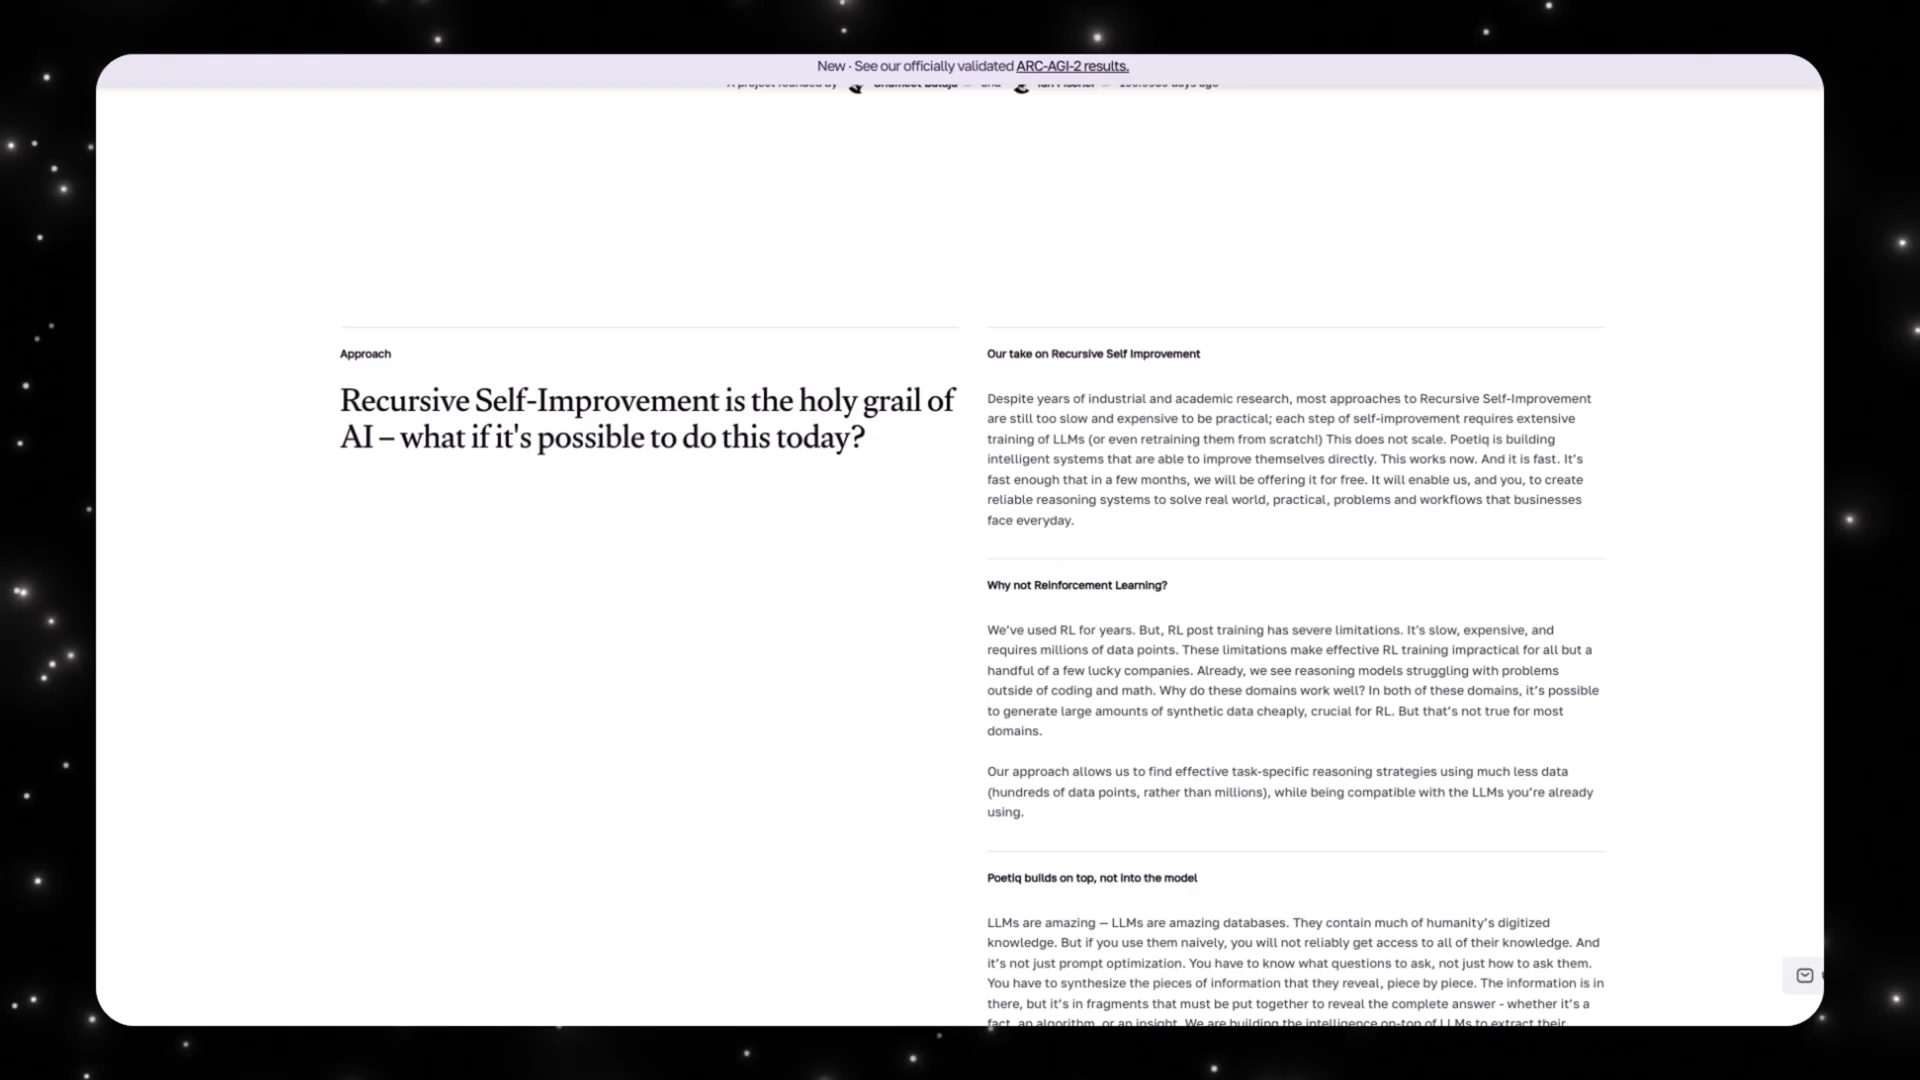 New · See our officially validated ARC-AGI-2 results.
A project founded by Shumeet Baluja and Ian Fischer days ago
Approach
Recursive Self-Improvement is the holy grail of
AI – what if it's possible to do this today?
Our take on Recursive Self Improvement
Despite years of industrial and academic research, most approaches to Recursive Self-Improvement
are still too slow and expensive to be practical; each step of self-improvement requires extensive
training of LLMs (or even retraining them from scratch!) This does not scale. Poetiq is building
intelligent systems that are able to improve themselves directly. This works now. And it is fast. It’s
fast enough that in a few months, we will be offering it for free. It will enable us, and you, to create
reliable reasoning systems to solve real world, practical, problems and workflows that businesses
face everyday.
Why not Reinforcement Learning?
We’ve used RL for years. But, RL post training has severe limitations. It’s slow, expensive, and
requires millions of data points. These limitations make effective RL training impractical for all but a
handful of a few lucky companies. Already, we see reasoning models struggling with problems
outside of coding and math. Why do these domains work well? In both of these domains, it’s possible
to generate large amounts of synthetic data cheaply, crucial for RL. But that’s not true for most
domains.
Our approach allows us to find effective task-specific reasoning strategies using much less data
(hundreds of data points, rather than millions), while being compatible with the LLMs you’re already
using.
Poetiq builds on top, not into the model
LLMs are amazing — LLMs are amazing databases. They contain much of humanity’s digitized
knowledge. But if you use them naively, you will not reliably get access to all of their knowledge. And
it’s not just prompt optimization. You have to know what questions to ask, not just how to ask them.
You have to synthesize the pieces of information that they reveal, piece by piece. The information is in
there, but it’s in fragments that must be put together to reveal the complete answer - whether it’s a
fact, an algorithm, or an insight. We are building the intelligence on-top of LLMs to extract their